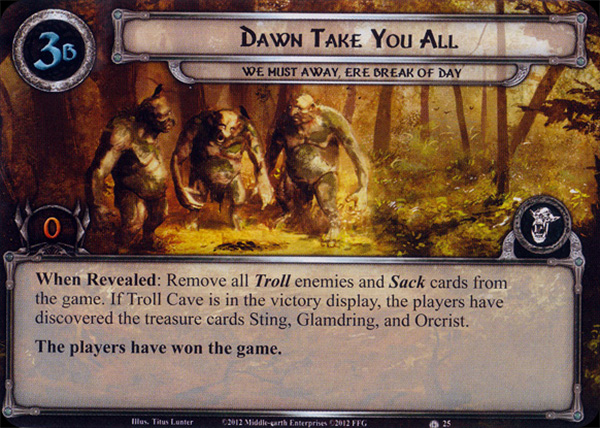 3B
Dawn Take You All
We must away, ere break of day
0
When Revealed: Remove all Troll enemies and Sack cards from
the game. If Troll Cave is in the victory display, the players have
discovered the treasure cards Sting, Glamdring, and Orcrist.
The players have won the game.
Illus. Titus Lunter ©2012 Middle-earth Enterprises ©2012 FFG 25